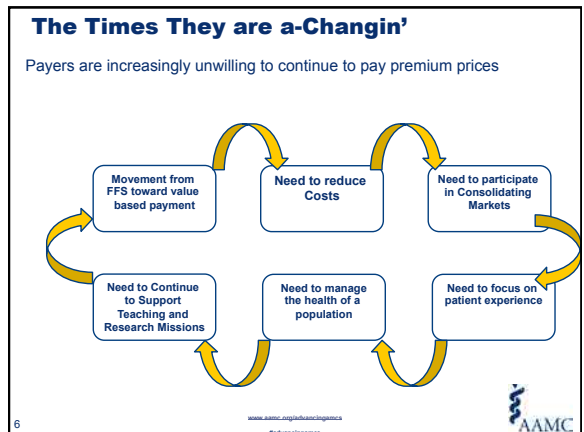 The Times They are a-Changin’
Payers are increasingly unwilling to continue to pay premium prices
Movement from
FFS toward value
based payment
Need to reduce
Costs
Need to participate
in Consolidating
Markets
Need to focus on
patient experience
Need to manage
the health of a
population
Need to Continue
to Support
Teaching and
Research Missions
6
www.aamc.org/advancingamcs
AAMC